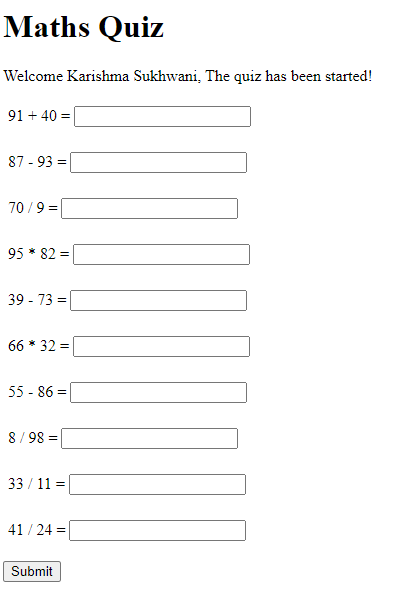 Maths Quiz
Welcome Karishma Sukhwani, The quiz has been started!
91 + 40 =
87 - 93 =
70 / 9 =
95 * 82 =
39 - 73 =
66 * 32 =
55 - 86 =
8 / 98 =
33 / 11 =
41 / 24 =
Submit